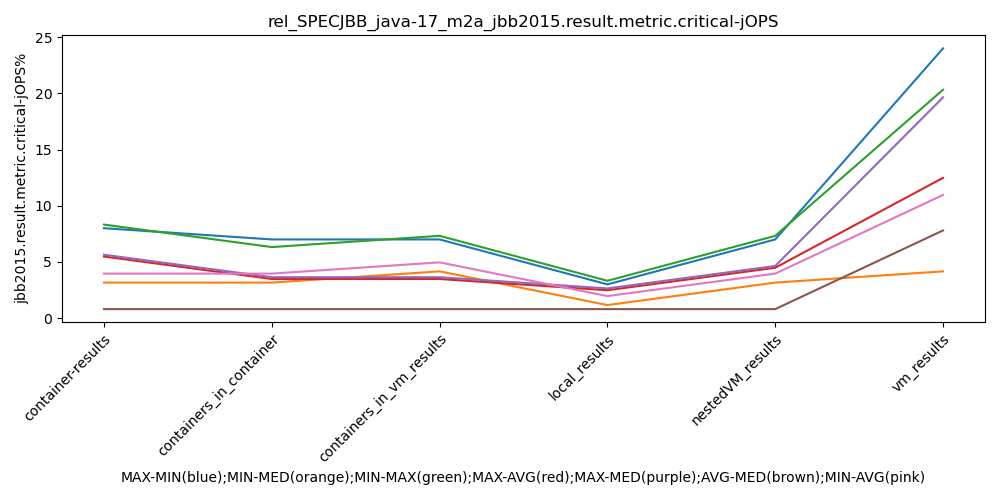 rel_SPECJBB_java-17_m2a_jbb2015.result.metric.critical-jOPS
jbb2015.result.metric.critical-jOPS%
25
20
15
10
5
0
container-results
containers_in_container
containers_in_vm_results
local_results
nestedVM_results
vm_results
MAX-MIN(blue);MIN-MED(orange);MIN-MAX(green);MAX-AVG(red);MAX-MED(purple);AVG-MED(brown);MIN-AVG(pink)